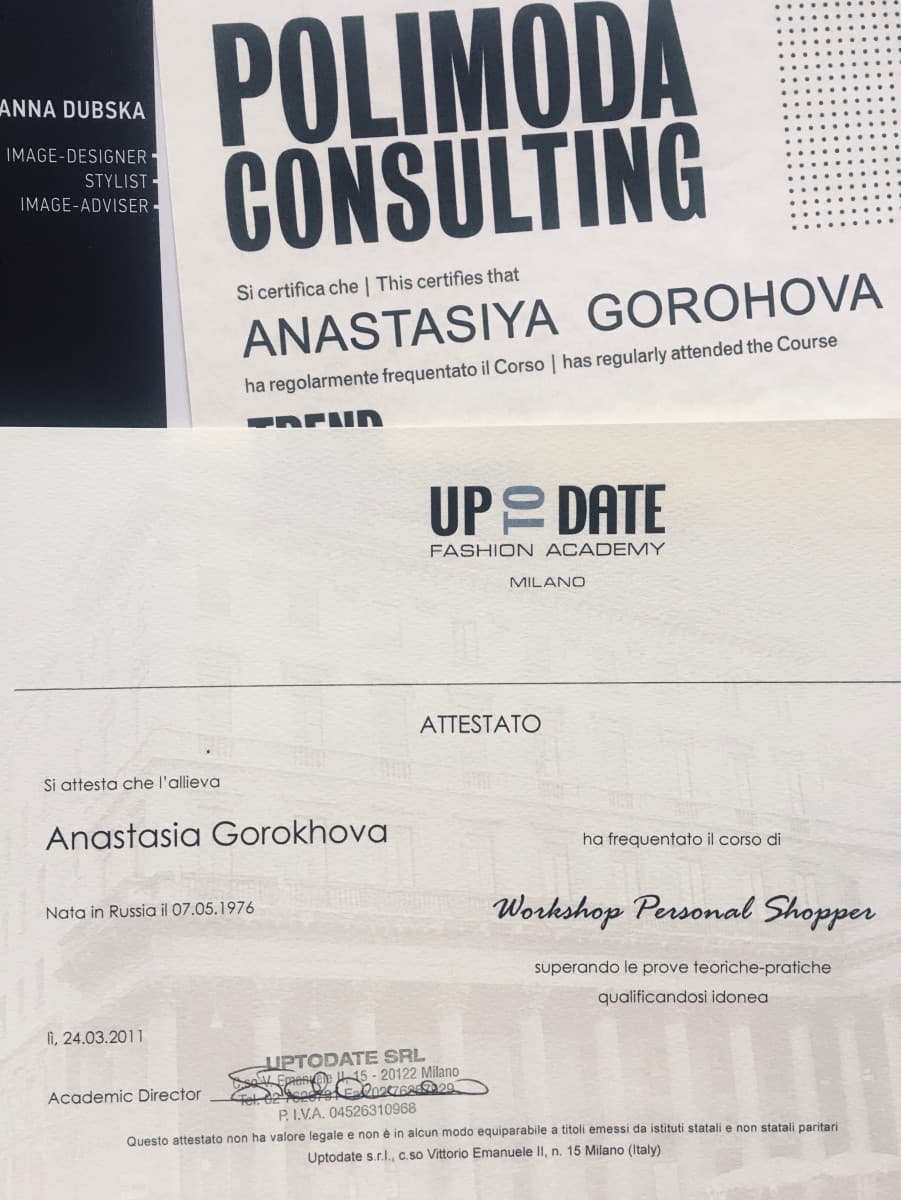 ANNA DUBSKA
IMAGE-DESIGNER
STYLIST
IMAGE-ADVISER
POLIMODA
CONSULTING
Si certifica che | This certifies that
ANASTASIYA GOROHOVA
ha regolarmente frequentato il Corso | has regularly attended the Course
TREND
UP TO DATE
FASHION ACADEMY
MILANO
ATTESTATO
Si attesta che l'allieva
Anastasia Gorokhova
ha frequentato il corso di
Nata in Russia il 07.05.1976
Workshop Personal Shopper
superando le prove teoriche-pratiche
qualificandosi idonea
lì, 24.03.2011
UPTODATE SRL
C.so V. Emanuele II, 15 - 20122 Milano
Academic Director
Tel.
P. I.V.A. 04526310968
Questo attestato non ha valore legale e non è in alcun modo equiparabile a titoli emessi da istituti statali e non statali paritari
Uptodate s.r.l., c.so Vittorio Emanuele II, n. 15 Milano (Italy)